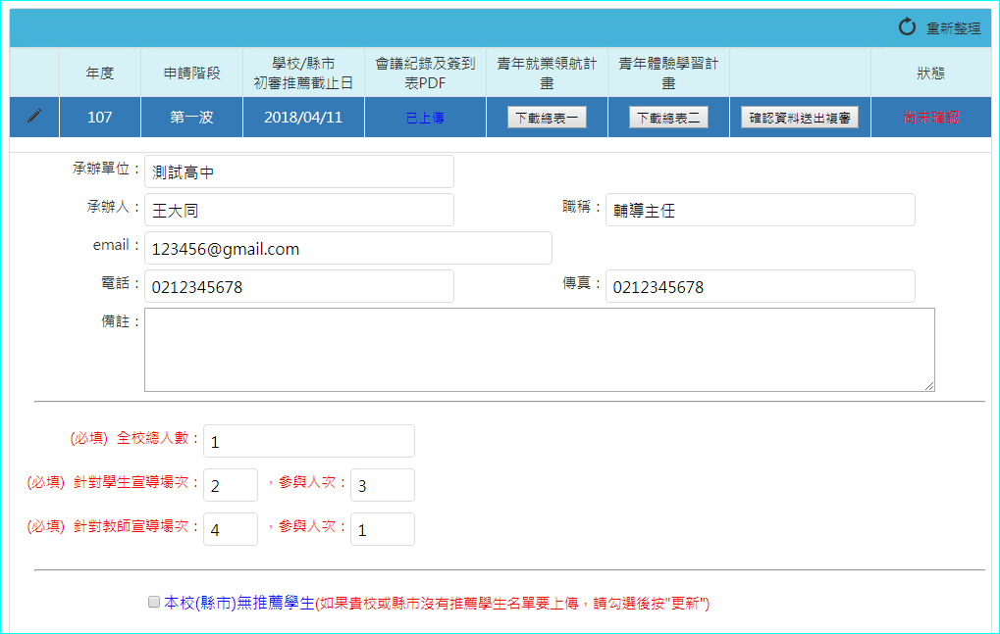 重新整理
年度 申請階段 學校/縣市 初審推薦截止日 會議紀錄及簽到表PDF 青年就業領航計畫 青年體驗學習計畫 狀態
107 第一波 2018/04/11 已上傳 下載總表一 下載總表二 確認資料送出複審 尚未確認
承辦單位： 測試高中
承辦人： 王大同 職稱： 輔導主任
email： 123456@gmail.com
電話： 0212345678 傳真： 0212345678
備註：
(必填) 全校總人數： 1
(必填) 針對學生宣導場次： 2 ，參與人次： 3
(必填) 針對教師宣導場次： 4 ，參與人次： 1
本校(縣市)無推薦學生(如果貴校或縣市沒有推薦學生名單要上傳，請勾選後按"更新")